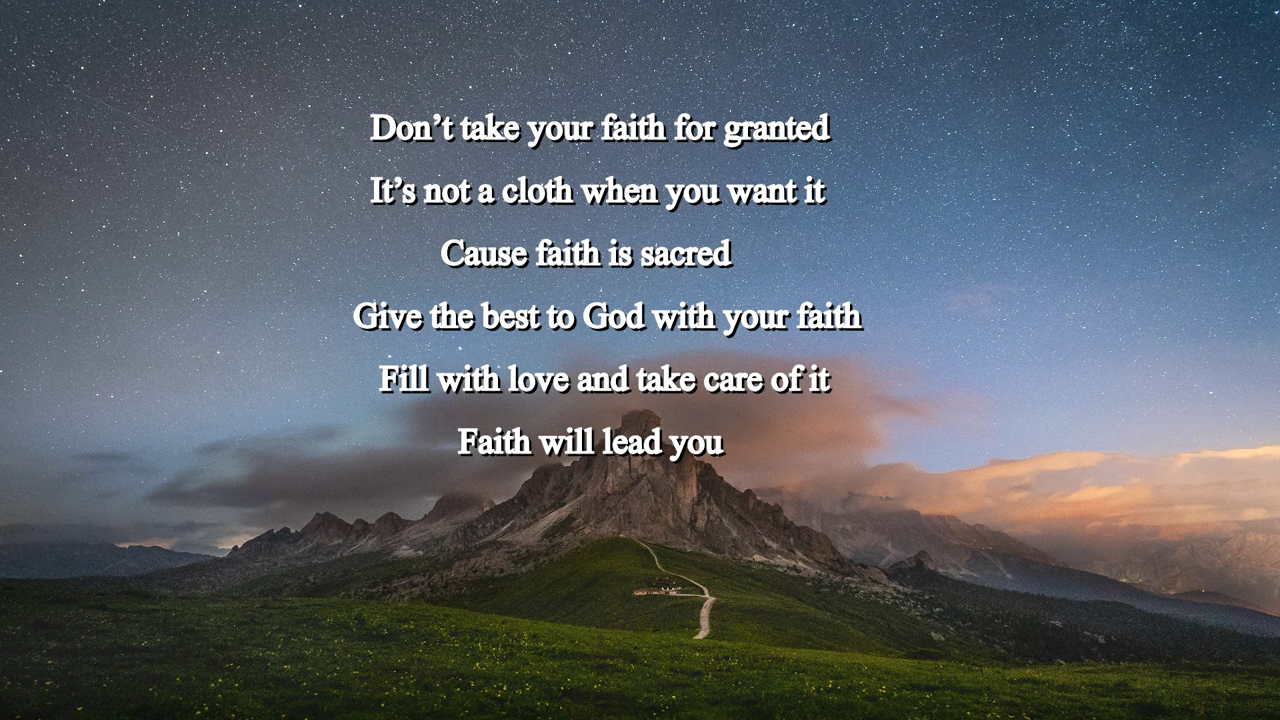 Don’t take your faith for granted
It’s not a cloth when you want it
Cause faith is sacred
Give the best to God with your faith
Fill with love and take care of it
Faith will lead you